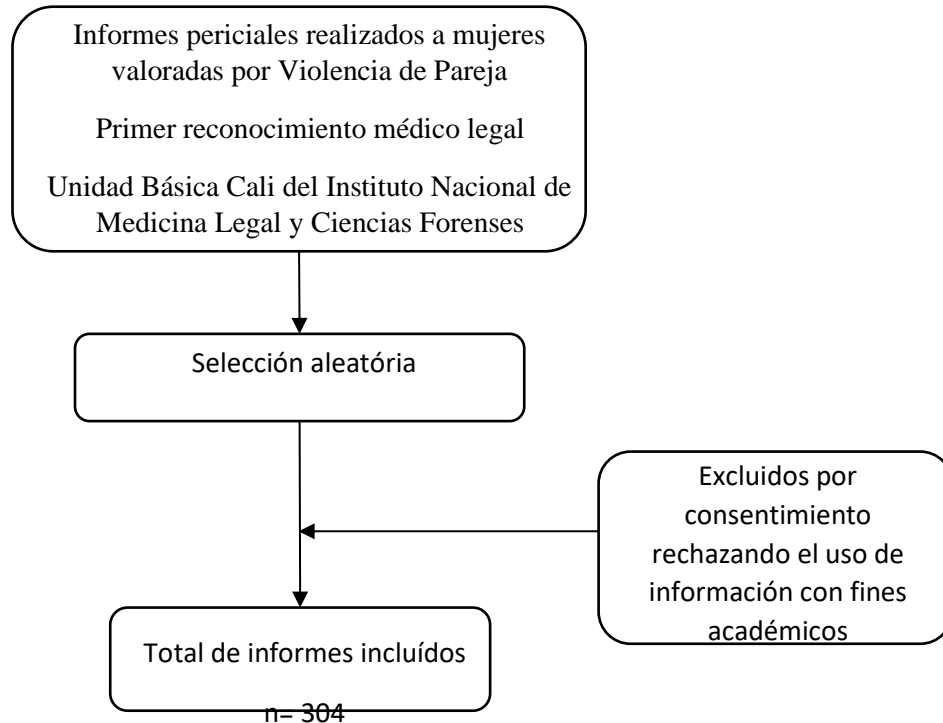 Informes periciales realizados a mujeres
valoradas por Violencia de Pareja
Primer reconocimiento médico legal
Unidad Básica Cali del Instituto Nacional de
Medicina Legal y Ciencias Forenses
Selección aleatória
Excluidos por
consentimiento
rechazando el uso de
información con fines
académicos
Total de informes incluídos
n= 304